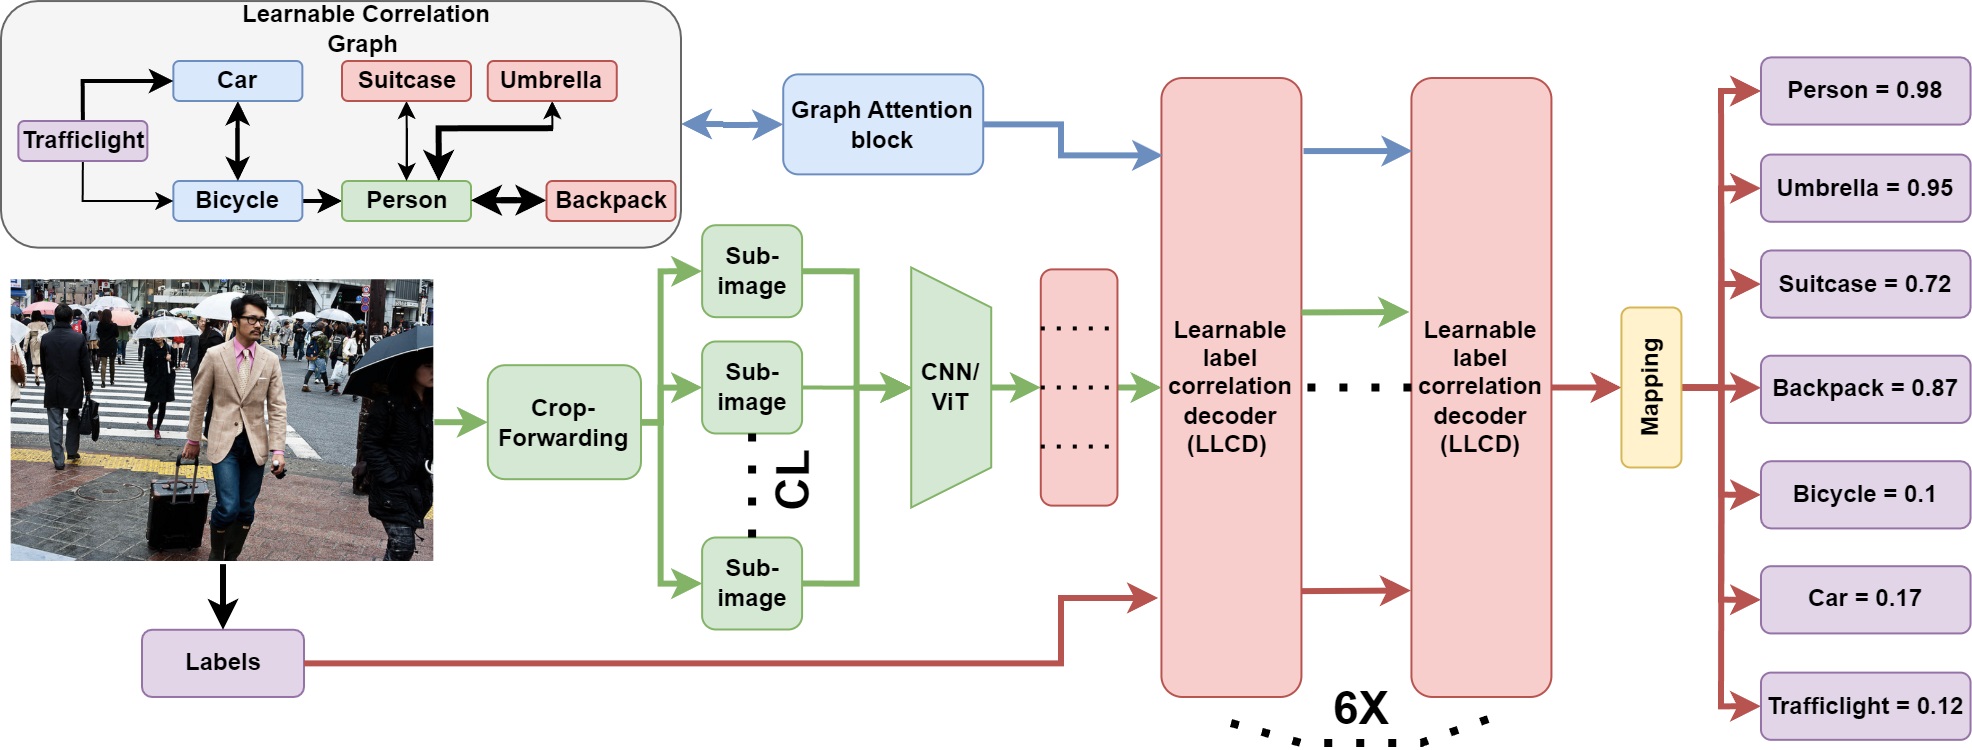 Learnable Correlation
Graph
Car
Suitcase
Umbrella
Trafficlight
Bicycle
Person
Backpack
Graph Attention
block
Sub-
image
Sub-
image
CL
Sub-
image
Crop-
Forwarding
CNN/
ViT
Labels
Learnable
label
correlation
decoder
(LLCD)
Learnable
label
correlation
decoder
(LLCD)
6X
Mapping
Person = 0.98
Umbrella = 0.95
Suitcase = 0.72
Backpack = 0.87
Bicycle = 0.1
Car = 0.17
Trafficlight = 0.12